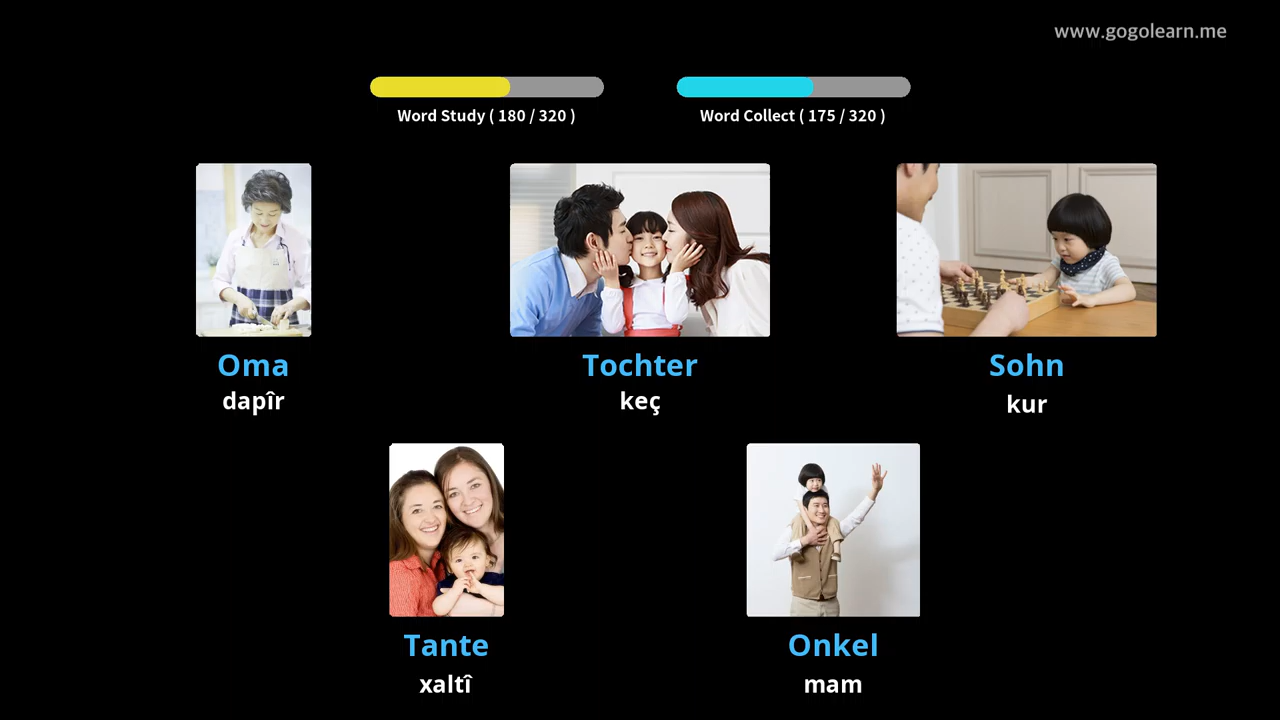 www.gogolearn.me
Word Study ( 180 / 320 )
Word Collect ( 175 / 320 )
Oma
dapîr
Tochter
keç
Sohn
kur
Tante
xaltî
Onkel
mam